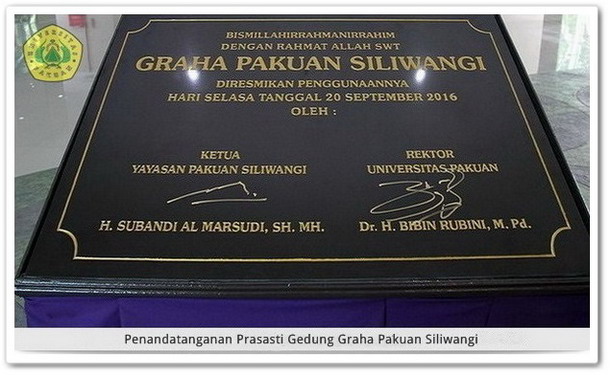 UNIVERSITAS
PAKUAN
BISMILLAHIRRAHMANIRRAHIM
DENGAN RAHMAT ALLAH SWT
GRAHA PAKUAN SILIWANGI
DIRESMIKAN PENGGUNAANNYA
HARI SELASA TANGGAL 20 SEPTEMBER 2016
OLEH :
KETUA
YAYASAN PAKUAN SILIWANGI
H. SUBANDI AL MARSUDI, SH. MH.
REKTOR
UNIVERSITAS PAKUAN
Dr. H. BIBIN RUBINI, M. Pd.
Penandatanganan Prasasti Gedung Graha Pakuan Siliwangi